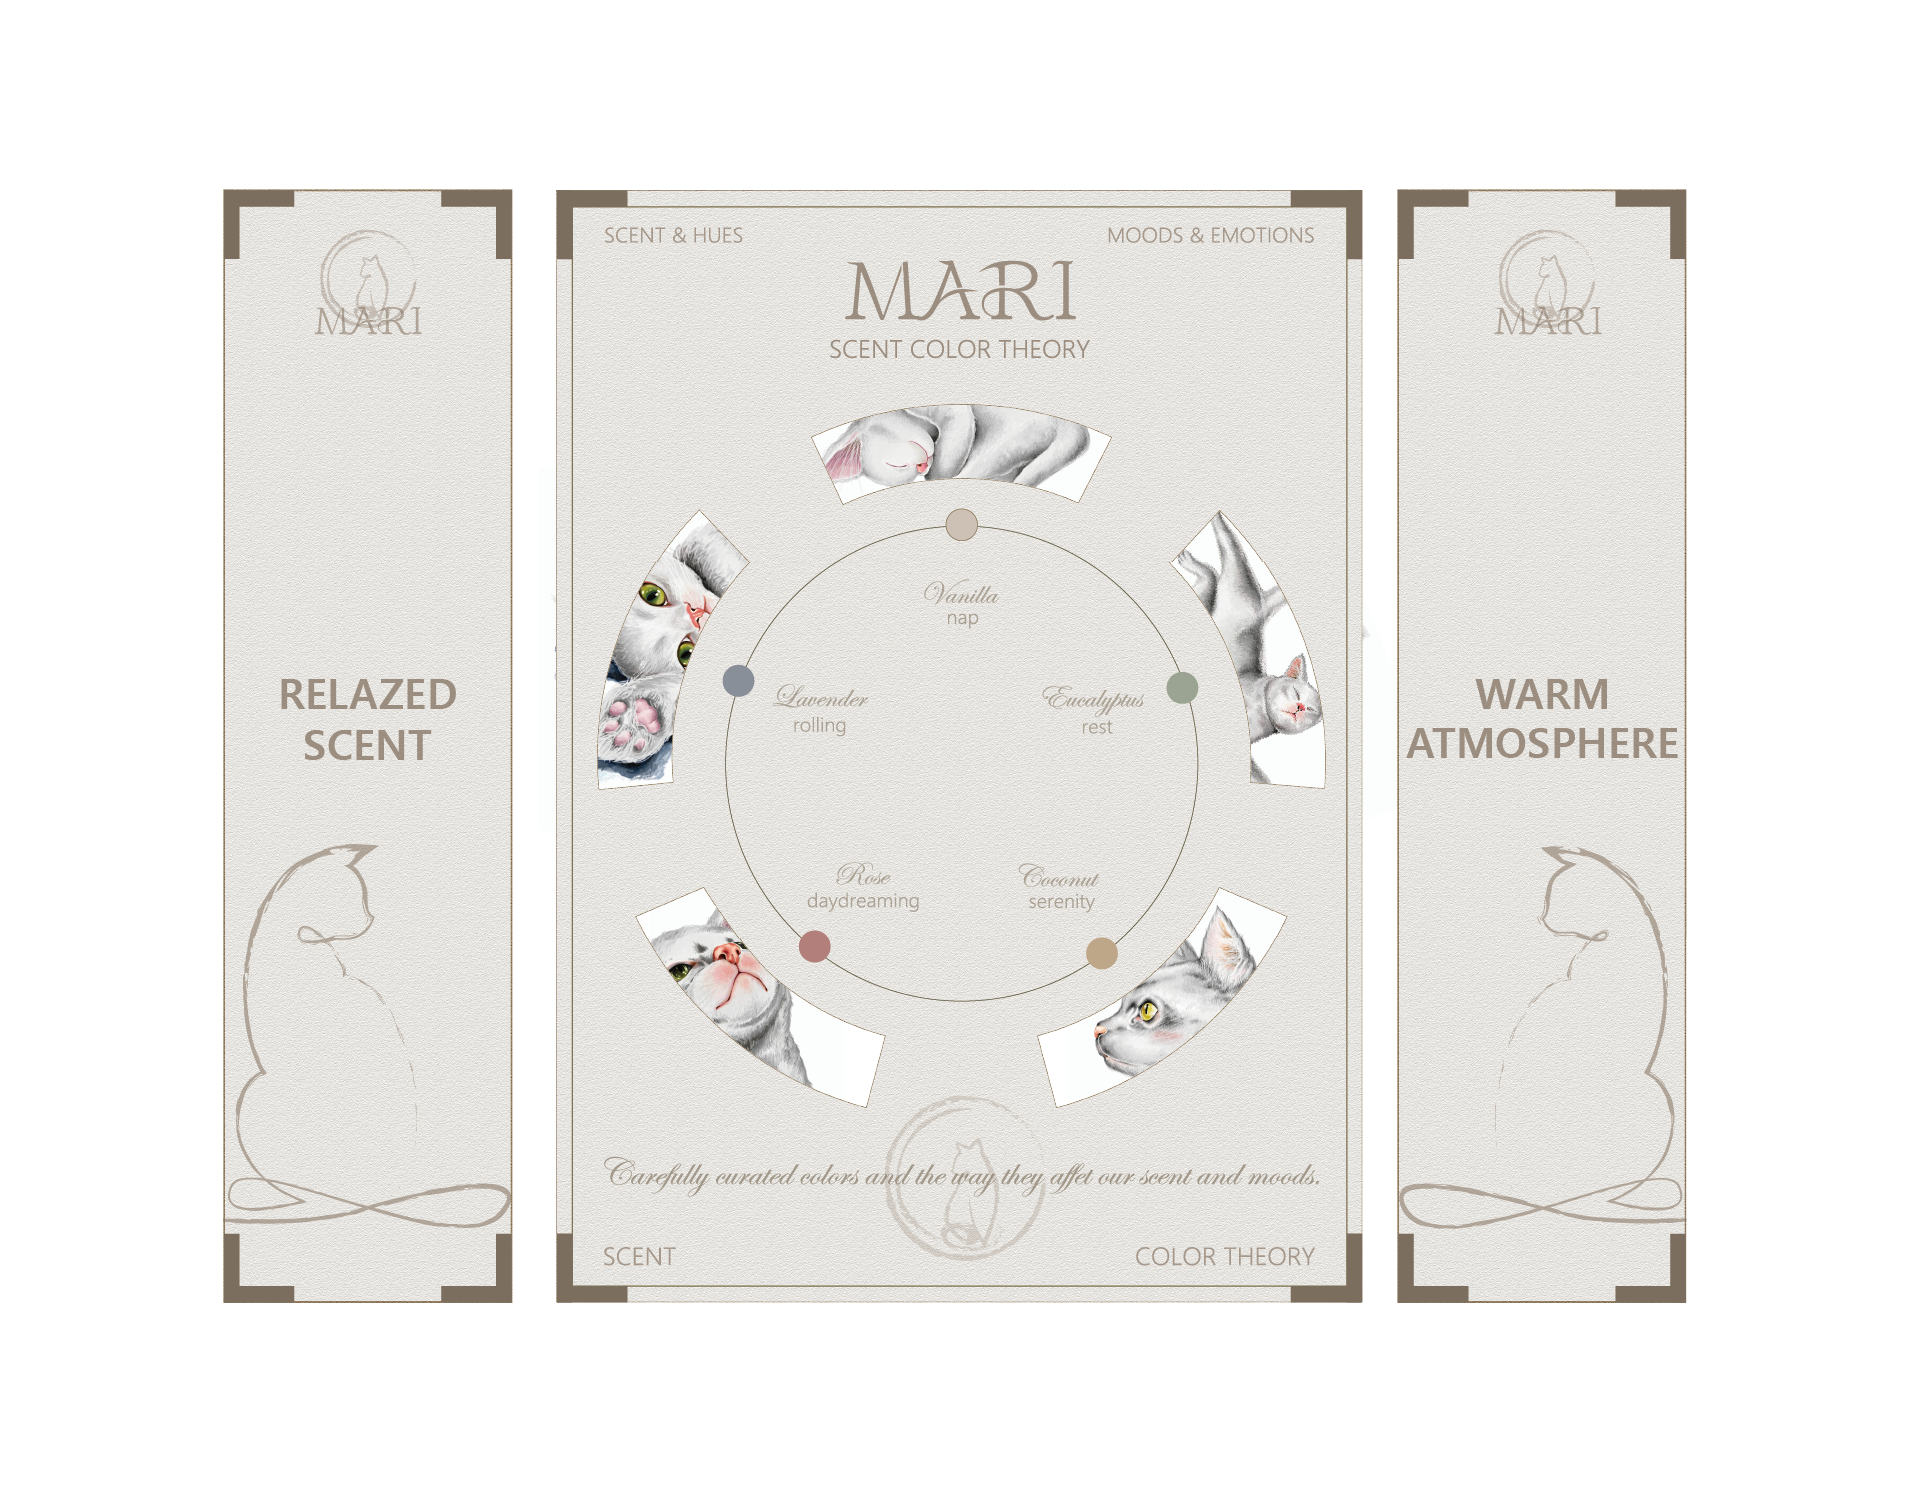 MARI
RELAZED
SCENT
SCENT & HUES
MOODS & EMOTIONS
MARI
SCENT COLOR THEORY
Vanilla
nap
Lavender
rolling
Eucalyptus
rest
Rose
daydreaming
Coconut
serenity
Carefully curated colors and the way they affet our scent and moods.
SCENT
COLOR THEORY
MARI
WARM
ATMOSPHERE